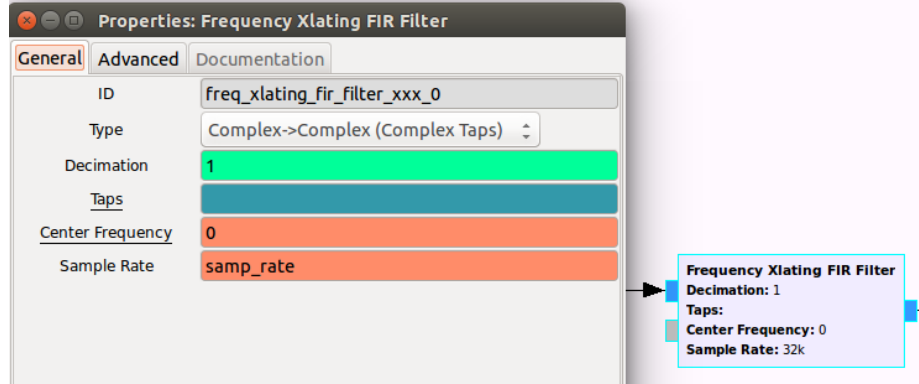 Properties: Frequency Xlating FIR Filter
General Advanced Documentation
ID freq_xlating_fir_filter_xxx_0
Type Complex->Complex (Complex Taps)
Decimation 1
Taps
Center Frequency 0
Sample Rate samp_rate
Frequency Xlating FIR Filter
Decimation: 1
Taps:
Center Frequency: 0
Sample Rate: 32k